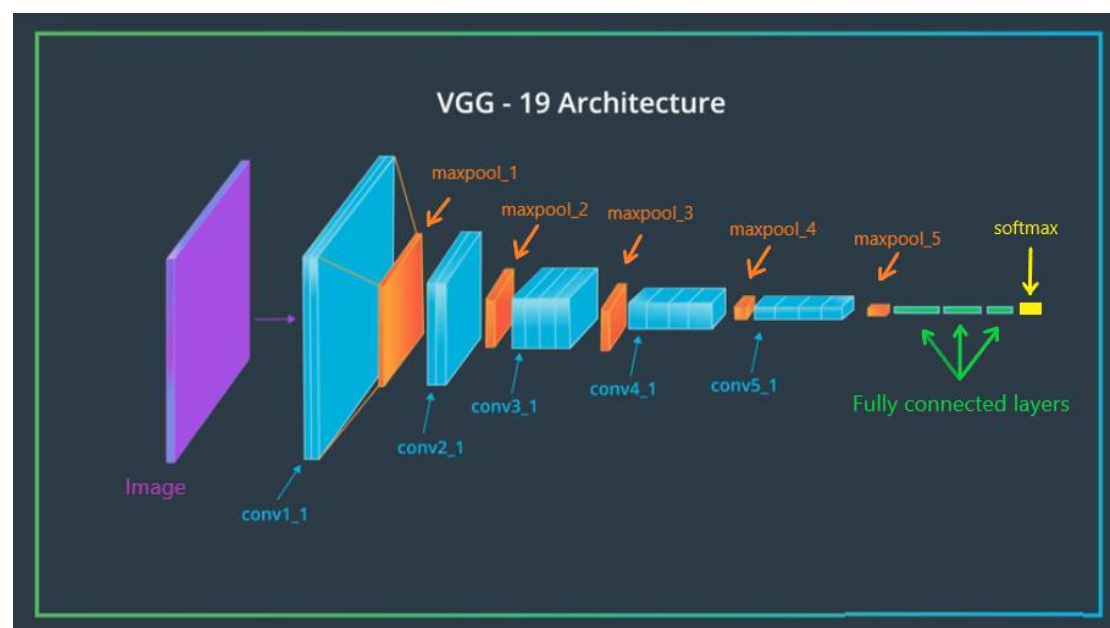 VGG - 19 Architecture
maxpool_1
maxpool_2
maxpool_3
maxpool_4
maxpool_5
softmax
conv5_1
conv4_1
conv3_1
Fully connected layers
conv2_1
Image
conv1_1